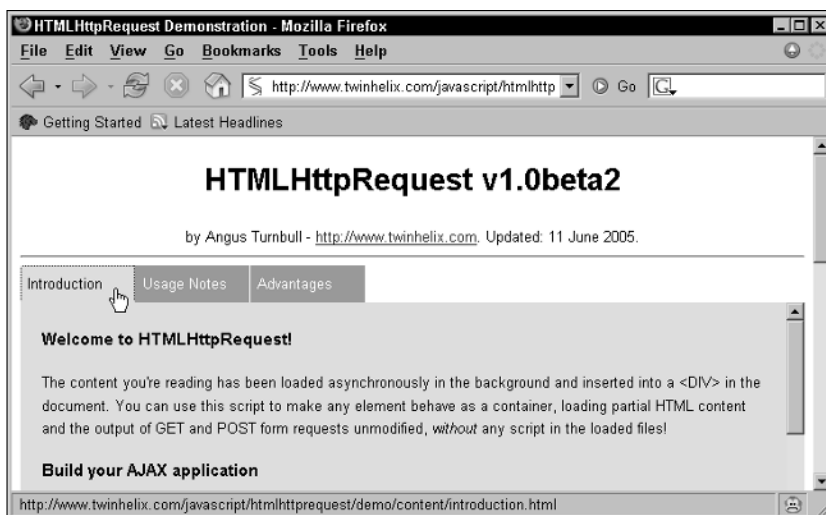 HTMLHttpRequest Demonstration - Mozilla Firefox
File Edit View Go Bookmarks Tools Help
http://www.twinhelix.com/javascript/htmlhttp Go G
Getting Started Latest Headlines
HTMLHttpRequest v1.0beta2
by Angus Turnbull - http://www.twinhelix.com. Updated: 11 June 2005.
Introduction Usage Notes Advantages
Welcome to HTMLHttpRequest!
The content you're reading has been loaded asynchronously in the background and inserted into a <DIV> in the
document. You can use this script to make any element behave as a container, loading partial HTML content
and the output of GET and POST form requests unmodified, without any script in the loaded files!
Build your AJAX application
http://www.twinhelix.com/javascript/htmlhttprequest/demo/content/introduction.html